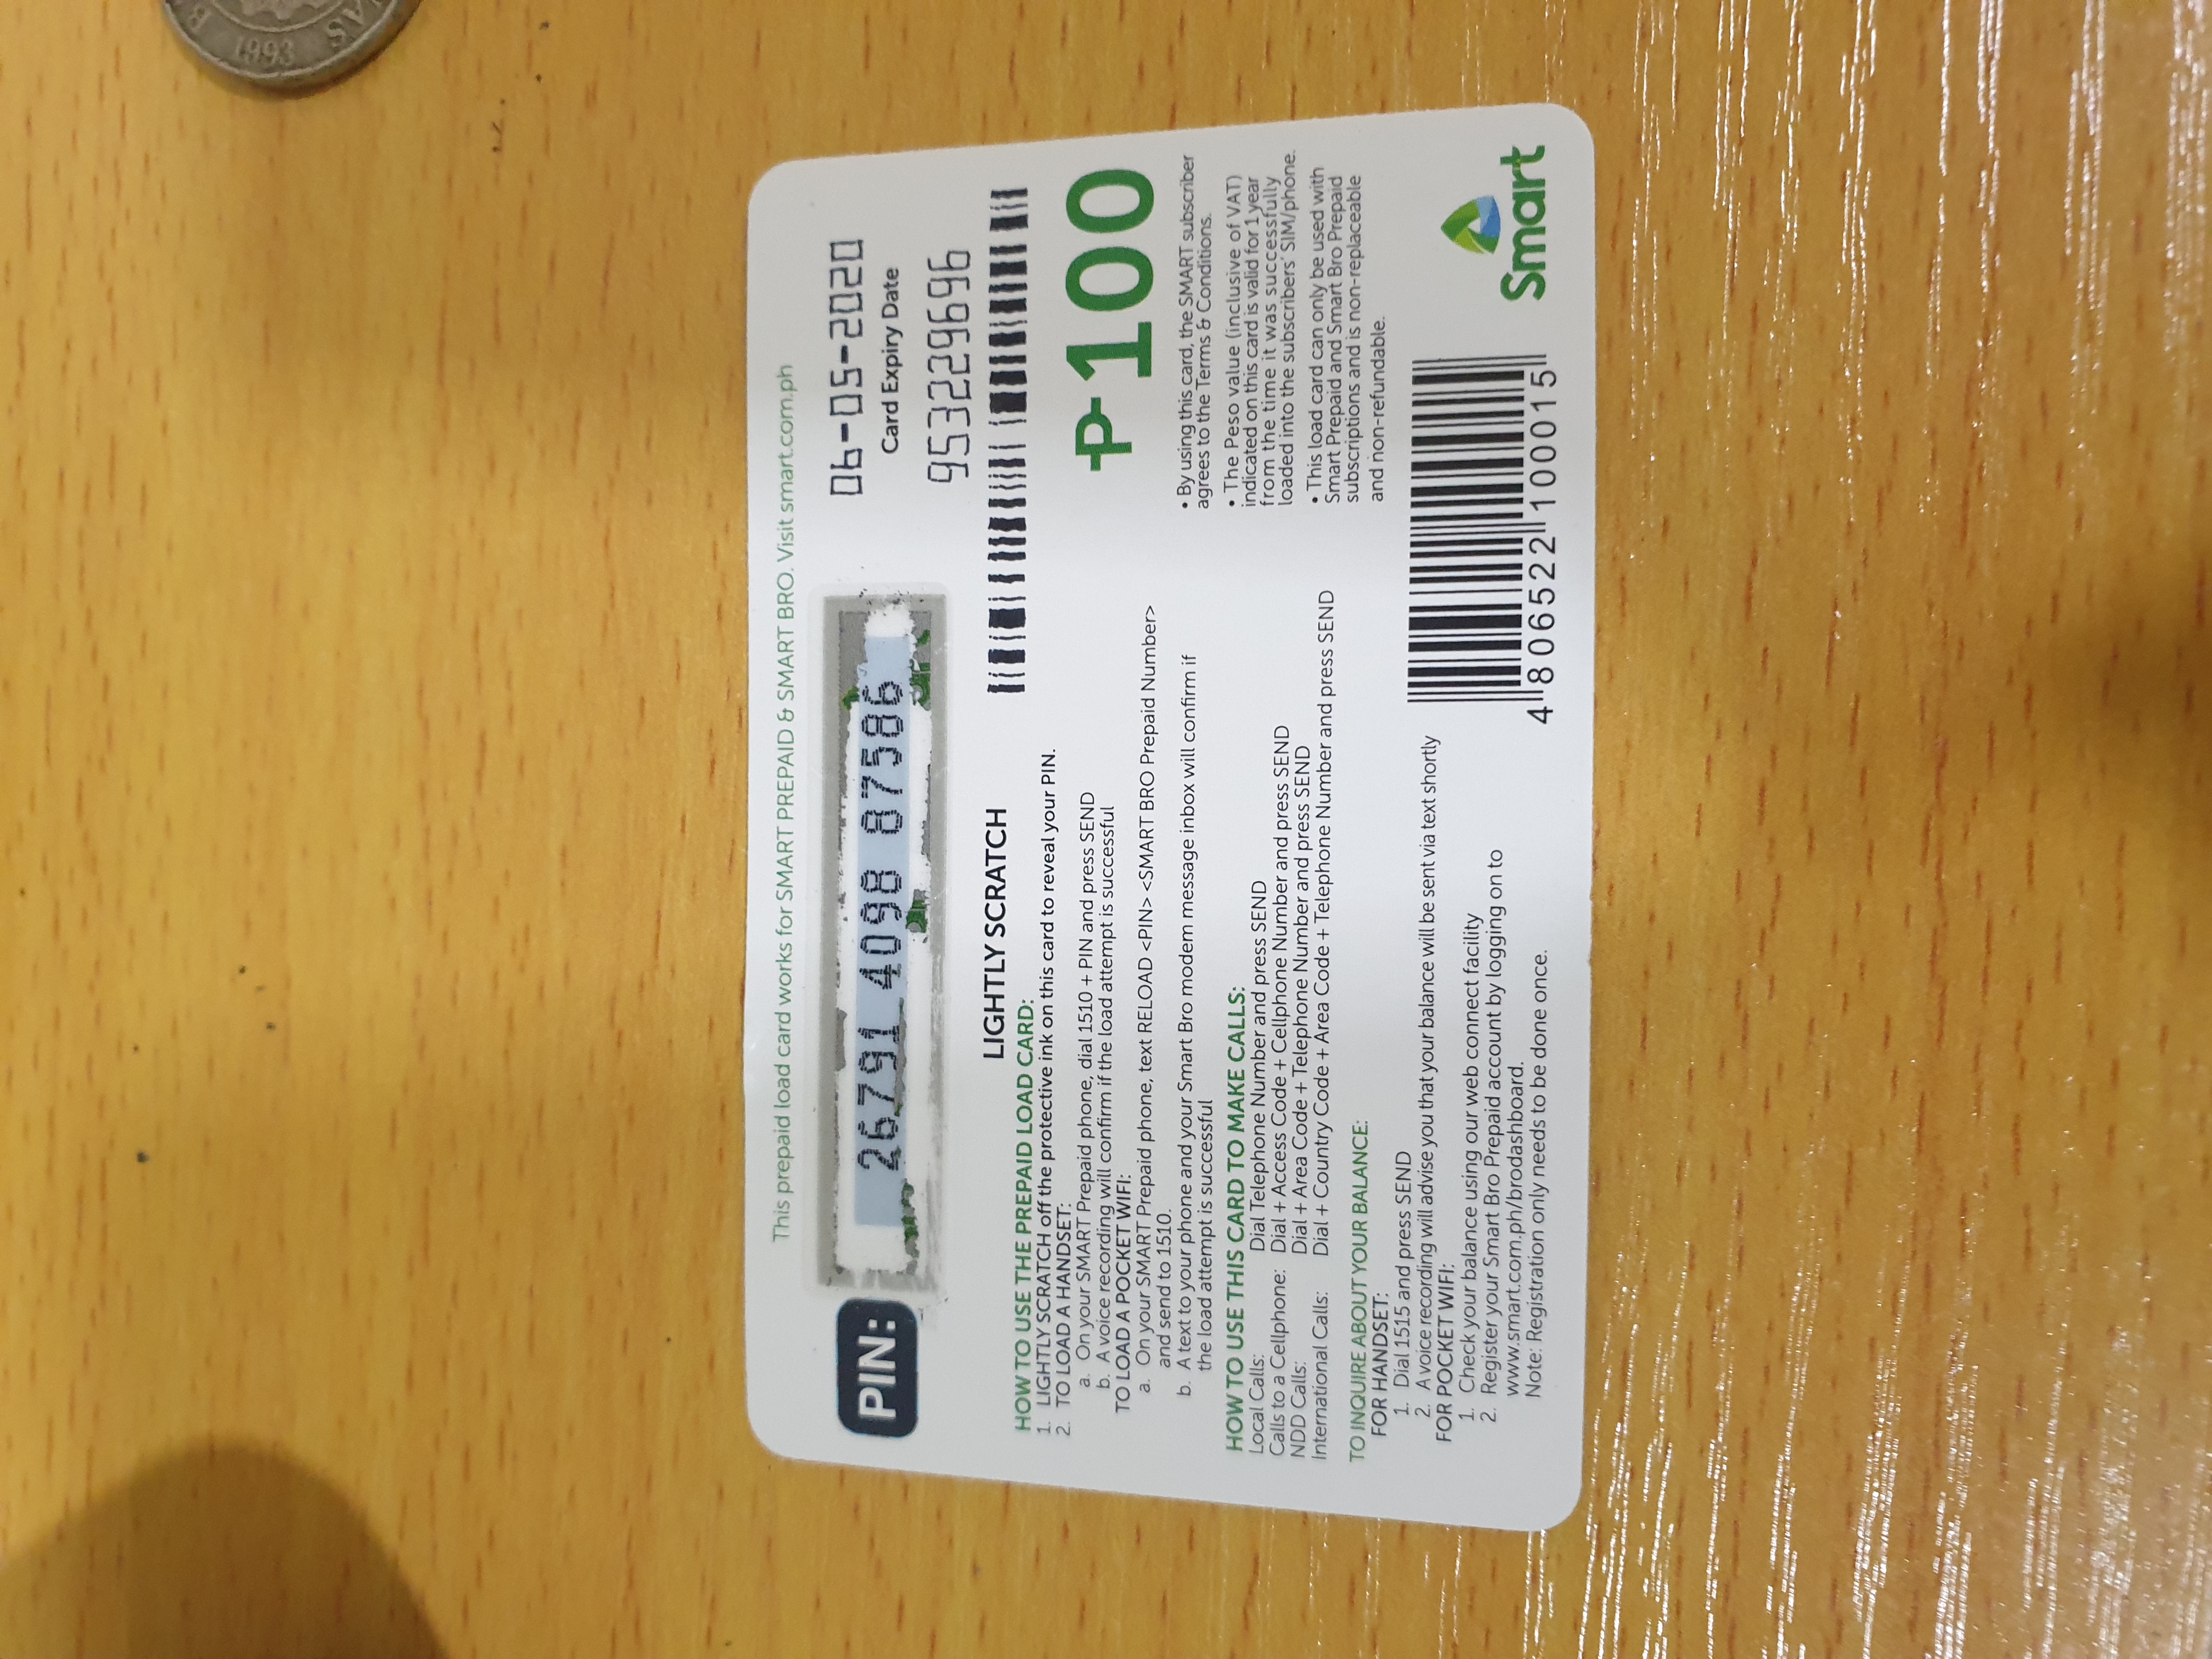 This prepaid load card works for SMART PREPAID & SMART BRO. Visit smart.com.ph
PIN:
26791 4098 87586
06-05-2020
Card Expiry Date
953229696
LIGHTLY SCRATCH
HOW TO USE THE PREPAID LOAD CARD:
1. LIGHTLY SCRATCH off the protective ink on this card to reveal your PIN.
2. TO LOAD A HANDSET:
a. On your SMART Prepaid phone, dial 1510 + PIN and press SEND
b. A voice recording will confirm if the load attempt is successful
TO LOAD A POCKET WIFI:
a. On your SMART Prepaid phone, text RELOAD <PIN> <SMART BRO Prepaid Number>
and send to 1510.
b. A text to your phone and your Smart Bro modem message inbox will confirm if
the load attempt is successful
HOW TO USE THIS CARD TO MAKE CALLS:
Local Calls: Dial Telephone Number and press SEND
Calls to a Cellphone: Dial + Access Code + Cellphone Number and press SEND
NDD Calls: Dial + Area Code + Telephone Number and press SEND
International Calls: Dial + Country Code + Area Code + Telephone Number and press SEND
TO INQUIRE ABOUT YOUR BALANCE:
FOR HANDSET:
1. Dial 1515 and press SEND
2. A voice recording will advise you that your balance will be sent via text shortly
FOR POCKET WIFI:
1. Check your balance using our web connect facility
2. Register your Smart Bro Prepaid account by logging on to
www.smart.com.ph/brodashboard.
Note: Registration only needs to be done once.
₱100
• By using this card, the SMART subscriber
agrees to the Terms & Conditions.
• The Peso value (inclusive of VAT)
indicated on this card is valid for 1 year
from the time it was successfully
loaded into the subscribers' SIM/phone.
• This load card can only be used with
Smart Prepaid and Smart Bro Prepaid
subscriptions and is non-replaceable
and non-refundable.
4 806522 100015
Smart
1993